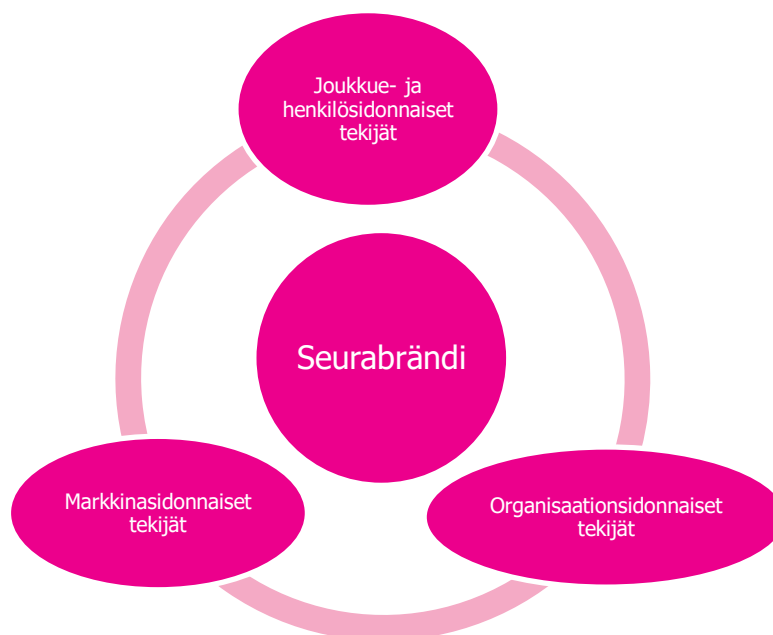 Joukkue- ja
henkilösidonnaiset
tekijät
Seurabrändi
Markkinasidonnaiset
tekijät
Organisaationsidonnaiset
tekijät